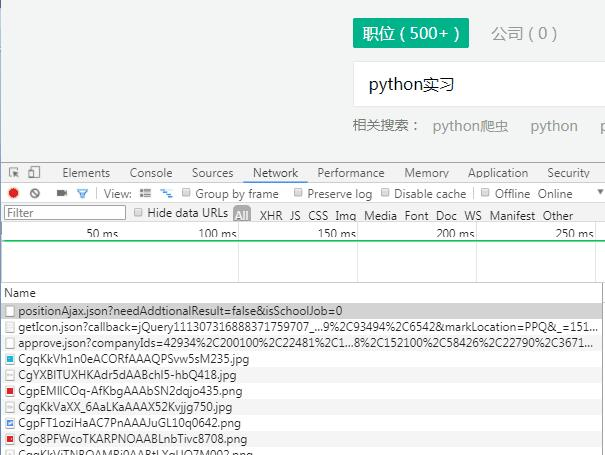 职位 ( 500+ ) 公司 ( 0 )
python实习
相关搜索： python爬虫 python
Elements Console Sources Network Performance Memory Application Security
View: Group by frame Preserve log Disable cache Offline Online
Filter Hide data URLs All XHR JS CSS Img Media Font Doc WS Manifest Other
50 ms 100 ms 150 ms 200 ms 250 ms
Name
positionAjax.json?needAddtionalResult=false&isSchoolJob=0
getIcon.json?callback=jQuery111307316888371759707_...9%2C93494%2C6542&markLocation=PPQ&_=151...
approve.json?companyIds=42934%2C200100%2C22481%2C1...8%2C152100%2C58426%2C22790%2C3671...
CgqKkVh1n0eACORfAAAQPSvw5sM235.jpg
CgYXBlTUXHKAdr5dAABchl5-hbQ418.jpg
CgpEMlICOq-AfKbgAAAbSN2dqjo435.png
CgqKkVaXX_6AaLKaAAAX52Kvjjg750.jpg
CgpFT1oziHaAC7PnAAAJuGL10q0642.png
Cgo8PFWcoTKARPNOAABLnbTivc8708.png